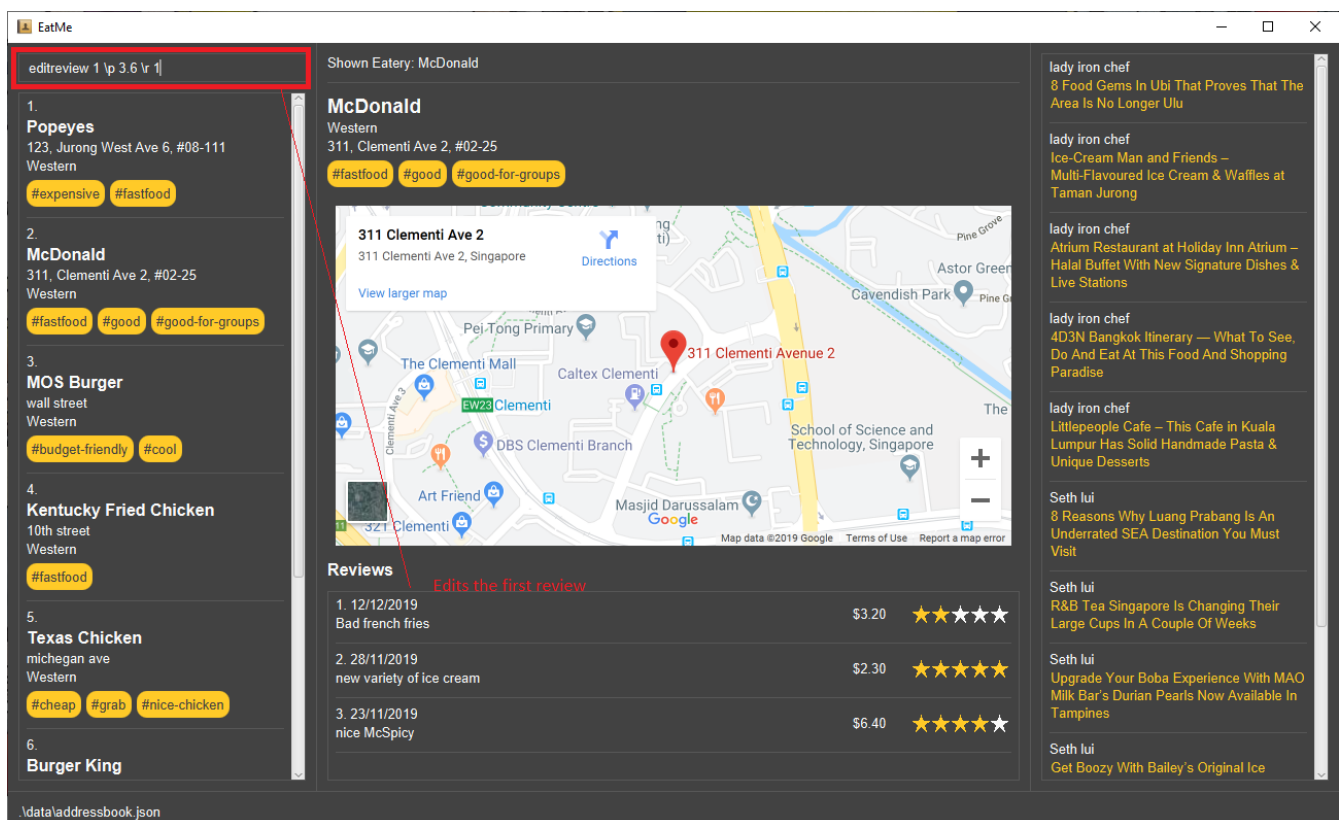 EatMe
editreview 1 \p 3.6 \r 1
1.
Popeyes
123, Jurong West Ave 6, #08-111
Western
#expensive #fastfood
2.
McDonald
311, Clementi Ave 2, #02-25
Western
#fastfood #good #good-for-groups
3.
MOS Burger
wall street
Western
#budget-friendly #cool
4.
Kentucky Fried Chicken
10th street
Western
#fastfood
5.
Texas Chicken
michegan ave
Western
#cheap #grab #nice-chicken
6.
Burger King
Shown Eatery: McDonald
McDonald
Western
311, Clementi Ave 2, #02-25
#fastfood #good #good-for-groups
311 Clementi Ave 2
311 Clementi Ave 2, Singapore
Directions
View larger map
Pine Grove
Astor Green
Cavendish Park
Pei Tong Primary
311 Clementi Avenue 2
The Clementi Mall
Caltex Clementi
Clementi Ave 3
EW23 Clementi
The
DBS Clementi Branch
School of Science and
Technology, Singapore
Art Friend
Masjid Darussalam
Google
321 Clementi
Map data ©2019 Google Terms of Use Report a map error
Reviews
Edits the first review
1. 12/12/2019
Bad french fries
$3.20
2. 28/11/2019
new variety of ice cream
$2.30
3. 23/11/2019
nice McSpicy
$6.40
lady iron chef
8 Food Gems In Ubi That Proves That The
Area Is No Longer Ulu
lady iron chef
Ice-Cream Man and Friends –
Multi-Flavoured Ice Cream & Waffles at
Taman Jurong
lady iron chef
Atrium Restaurant at Holiday Inn Atrium –
Halal Buffet With New Signature Dishes &
Live Stations
lady iron chef
4D3N Bangkok Itinerary — What To See,
Do And Eat At This Food And Shopping
Paradise
lady iron chef
Littlepeople Cafe – This Cafe in Kuala
Lumpur Has Solid Handmade Pasta &
Unique Desserts
Seth lui
8 Reasons Why Luang Prabang Is An
Underrated SEA Destination You Must
Visit
Seth lui
R&B Tea Singapore Is Changing Their
Large Cups In A Couple Of Weeks
Seth lui
Upgrade Your Boba Experience With MAO
Milk Bar's Durian Pearls Now Available In
Tampines
Seth lui
Get Boozy With Bailey's Original Ice
.\data\addressbook.json